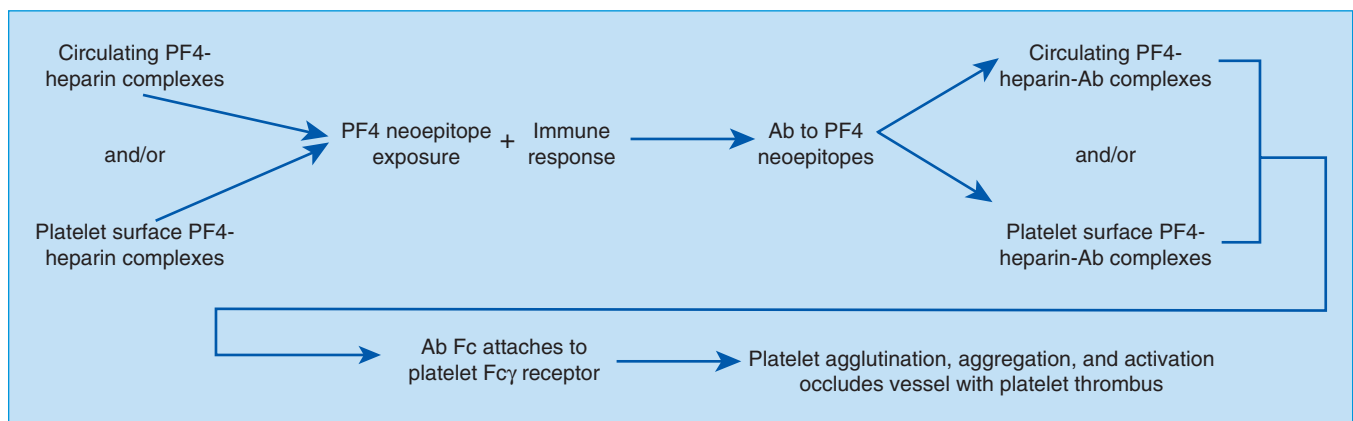 Circulating PF4-
heparin complexes
and/or
Platelet surface PF4-
heparin complexes
PF4 neoepitope
exposure
+
Immune
response
Ab to PF4
neoepitopes
Circulating PF4-
heparin-Ab complexes
and/or
Platelet surface PF4-
heparin-Ab complexes
Ab Fc attaches to
platelet Fcγ receptor
Platelet agglutination, aggregation, and activation
occludes vessel with platelet thrombus